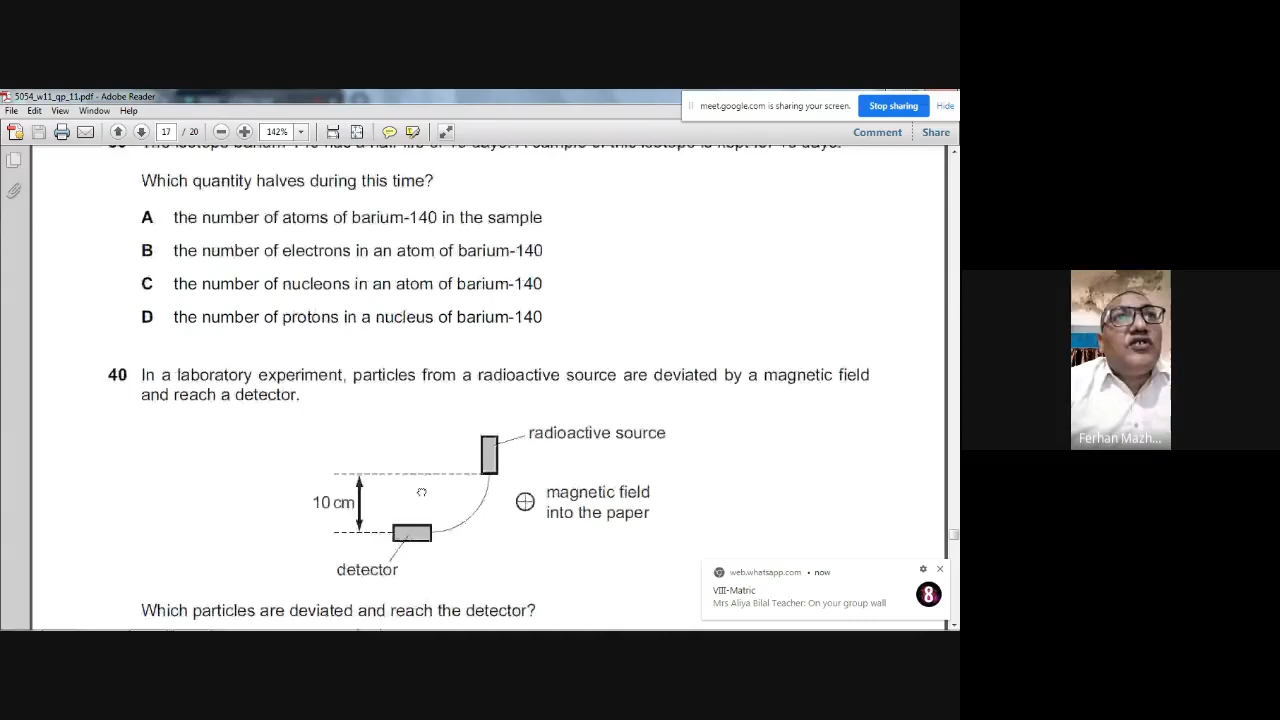 5054_w11_qp_11.pdf - Adobe Reader
File Edit View Window Help
meet.google.com is sharing your screen. Stop sharing Hide
17 / 20 142% Comment Share
Which quantity halves during this time?
A the number of atoms of barium-140 in the sample
B the number of electrons in an atom of barium-140
C the number of nucleons in an atom of barium-140
D the number of protons in a nucleus of barium-140
40 In a laboratory experiment, particles from a radioactive source are deviated by a magnetic field
and reach a detector.
radioactive source
10 cm
magnetic field
into the paper
detector
Which particles are deviated and reach the detector?
web.whatsapp.com • now
VIII-Matric
Mrs Aliya Bilal Teacher: On your group wall
8
Ferhan Mazh...